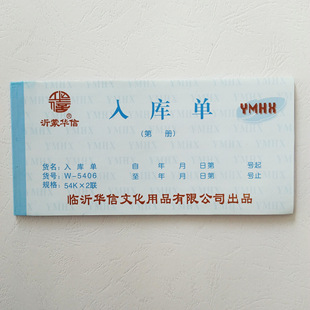 沂蒙华信®
入库单
YMHX
(第 册)
货名:入 库 单 自 年 月 日第 号起
货号:W-5406 至 年 月 日第 号止
规格:54K×2联
临沂华信文化用品有限公司出品